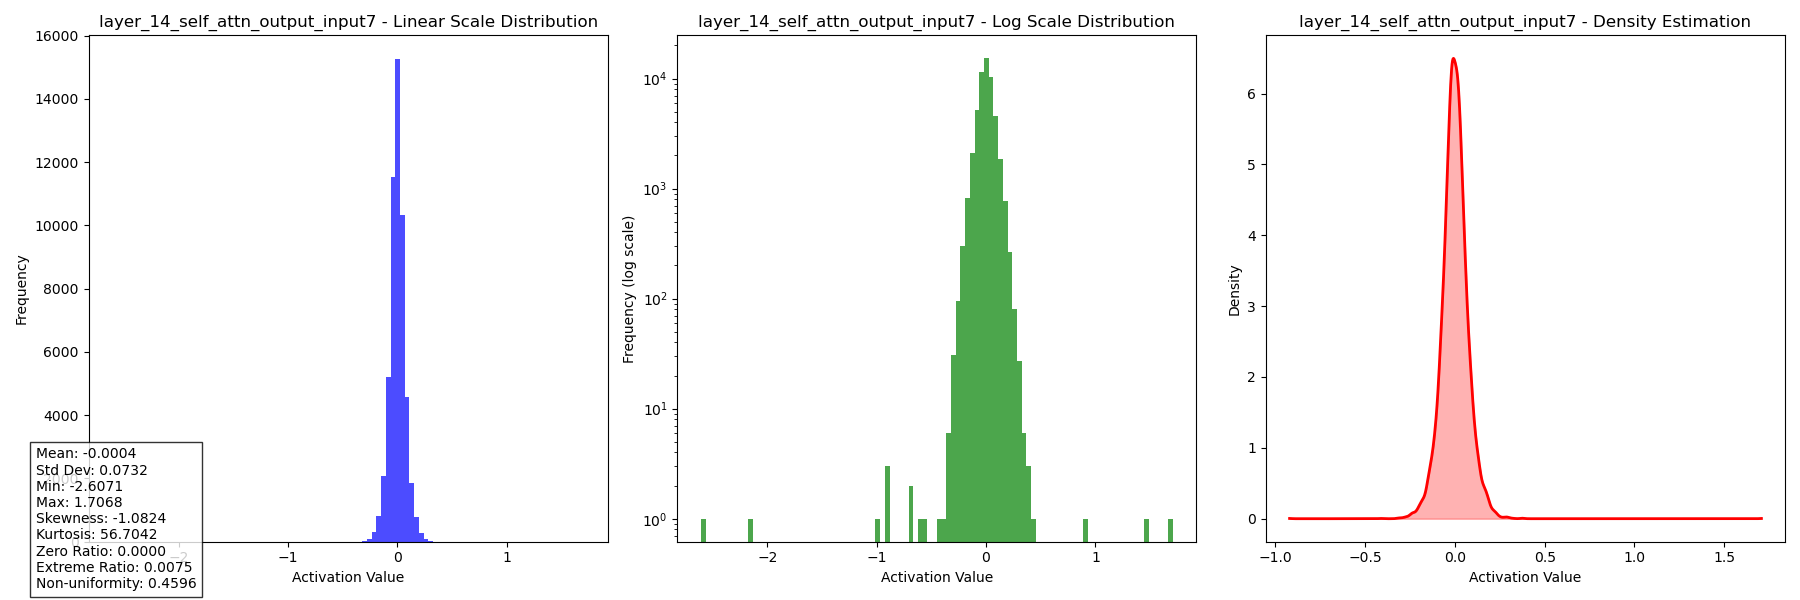 layer_14_self_attn_output_input7 - Linear Scale Distribution
16000
14000
12000
10000
8000
6000
4000
2000
0
Frequency
−2
−1
0
1
Activation Value
Mean: -0.0004
Std Dev: 0.0732
Min: -2.6071
Max: 1.7068
Skewness: -1.0824
Kurtosis: 56.7042
Zero Ratio: 0.0000
Extreme Ratio: 0.0075
Non-uniformity: 0.4596
layer_14_self_attn_output_input7 - Log Scale Distribution
10⁴
10³
10²
10¹
10⁰
Frequency (log scale)
−2
−1
0
1
Activation Value
layer_14_self_attn_output_input7 - Density Estimation
6
5
4
3
2
1
0
Density
−1.0
−0.5
0.0
0.5
1.0
1.5
Activation Value